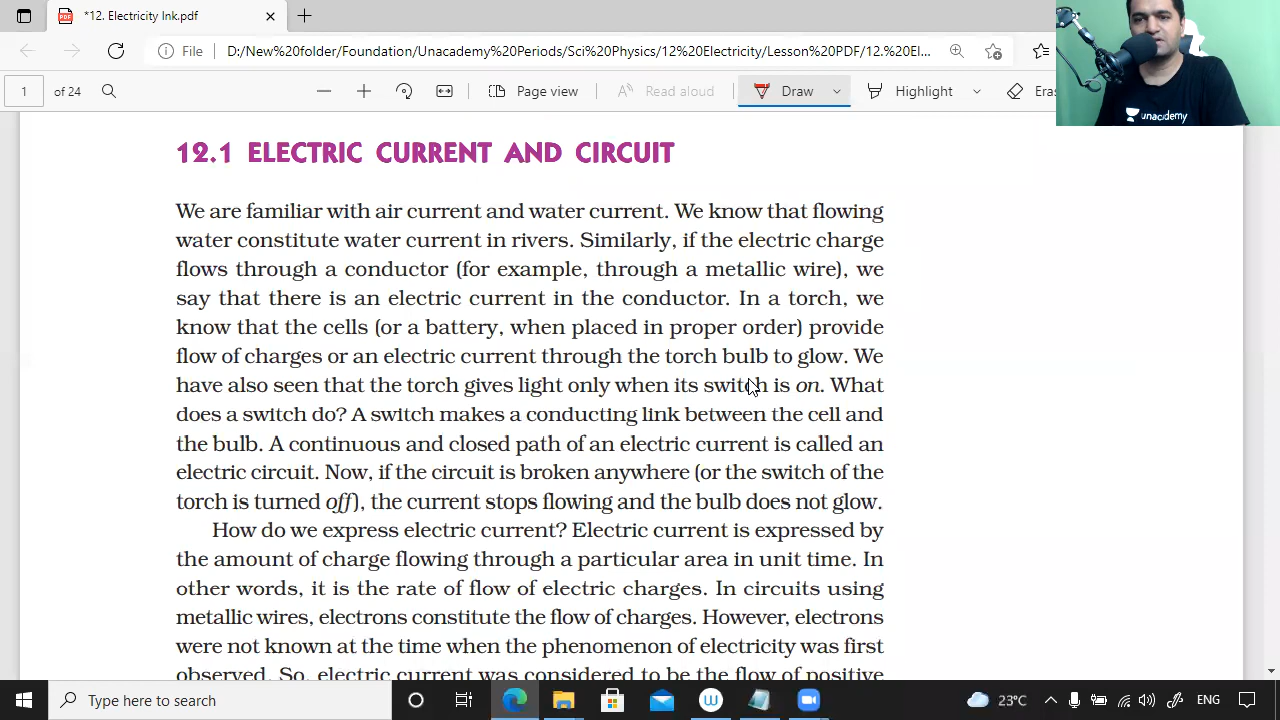 *12. Electricity Ink.pdf
File
D:/New%20folder/Foundation/Unacademy%20Periods/Sci%20Physics/12%20Electricity/Lesson%20PDF/12.%20El...
1 of 24
Page view
Read aloud
Draw
Highlight
unacademy
12.1 ELECTRIC CURRENT AND CIRCUIT
We are familiar with air current and water current. We know that flowing
water constitute water current in rivers. Similarly, if the electric charge
flows through a conductor (for example, through a metallic wire), we
say that there is an electric current in the conductor. In a torch, we
know that the cells (or a battery, when placed in proper order) provide
flow of charges or an electric current through the torch bulb to glow. We
have also seen that the torch gives light only when its switch is on. What
does a switch do? A switch makes a conducting link between the cell and
the bulb. A continuous and closed path of an electric current is called an
electric circuit. Now, if the circuit is broken anywhere (or the switch of the
torch is turned off), the current stops flowing and the bulb does not glow.
How do we express electric current? Electric current is expressed by
the amount of charge flowing through a particular area in unit time. In
other words, it is the rate of flow of electric charges. In circuits using
metallic wires, electrons constitute the flow of charges. However, electrons
were not known at the time when the phenomenon of electricity was first
observed. So, electric current was considered to be the flow of positive
Type here to search
23°C
ENG